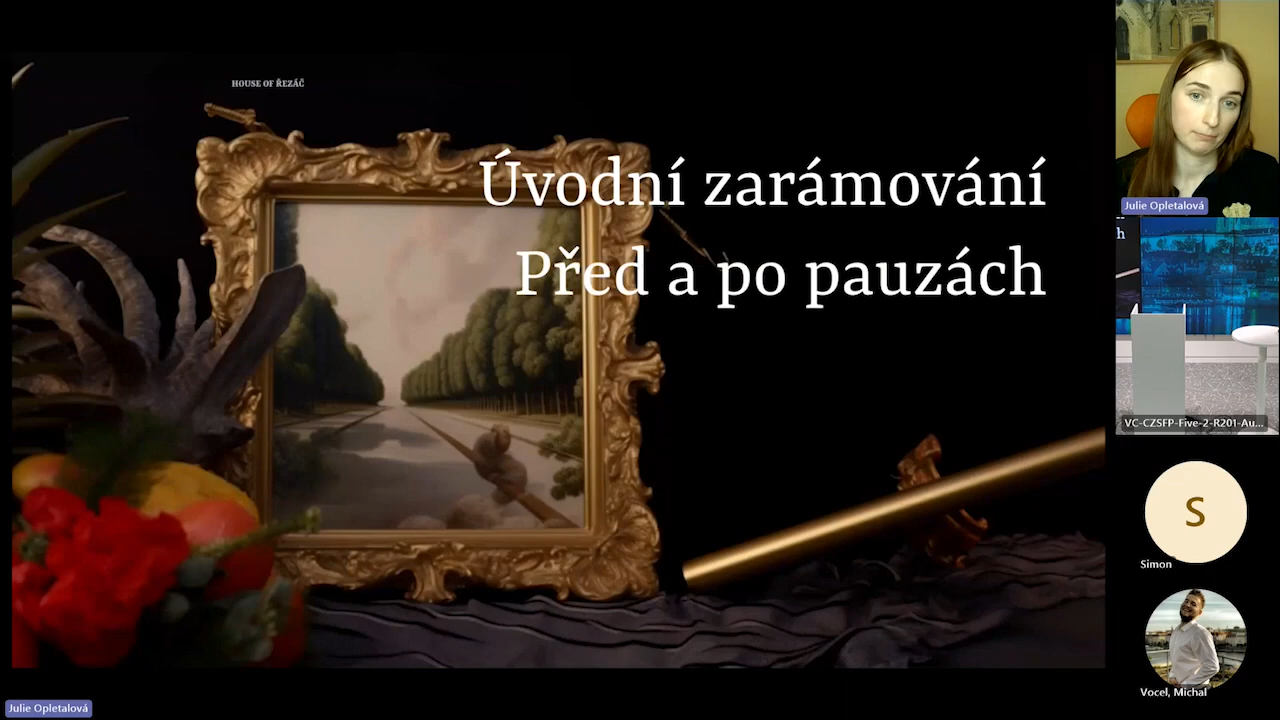 HOUSE OF ŘEZÁČ
Úvodní zarámování
Před a po pauzách
Julie Opletalová
h
VC-CZSFP-Five-2-R201-Au...
S
Simon
Vocel, Michal
Julie Opletalová